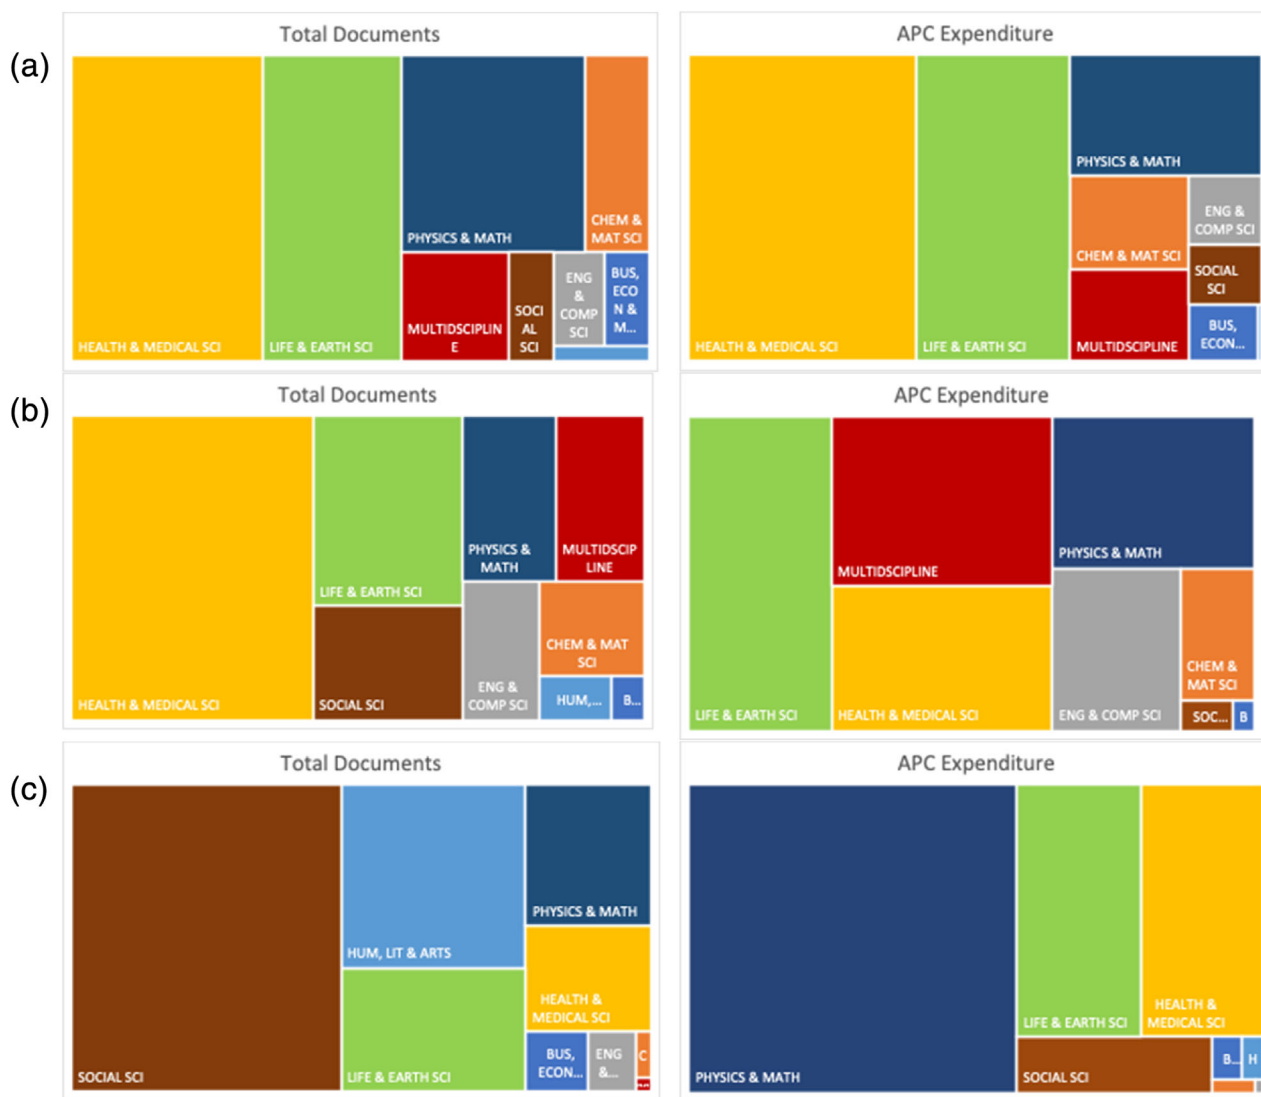 (a)
Total Documents
HEALTH & MEDICAL SCI
LIFE & EARTH SCI
PHYSICS & MATH
CHEM &
MAT SCI
MULTIDSCIPLIN
E
SOCI
AL
SCI
ENG
&
COMP
SCI
BUS,
ECO
N &
M...
APC Expenditure
HEALTH & MEDICAL SCI
LIFE & EARTH SCI
PHYSICS & MATH
CHEM & MAT SCI
MULTIDSCIPLINE
ENG &
COMP SCI
SOCIAL
SCI
BUS,
ECON...
(b)
Total Documents
HEALTH & MEDICAL SCI
LIFE & EARTH SCI
SOCIAL SCI
PHYSICS &
MATH
MULTIDSCIP
LINE
ENG &
COMP SCI
CHEM & MAT
SCI
HUM,...
B...
APC Expenditure
LIFE & EARTH SCI
MULTIDSCIPLINE
HEALTH & MEDICAL SCI
PHYSICS & MATH
ENG & COMP SCI
CHEM &
MAT SCI
SOC...
B
(c)
Total Documents
SOCIAL SCI
HUM, LIT & ARTS
LIFE & EARTH SCI
PHYSICS & MATH
HEALTH &
MEDICAL SCI
BUS,
ECON...
ENG
&...
C
APC Expenditure
PHYSICS & MATH
LIFE & EARTH SCI
HEALTH &
MEDICAL SCI
SOCIAL SCI
B...
H